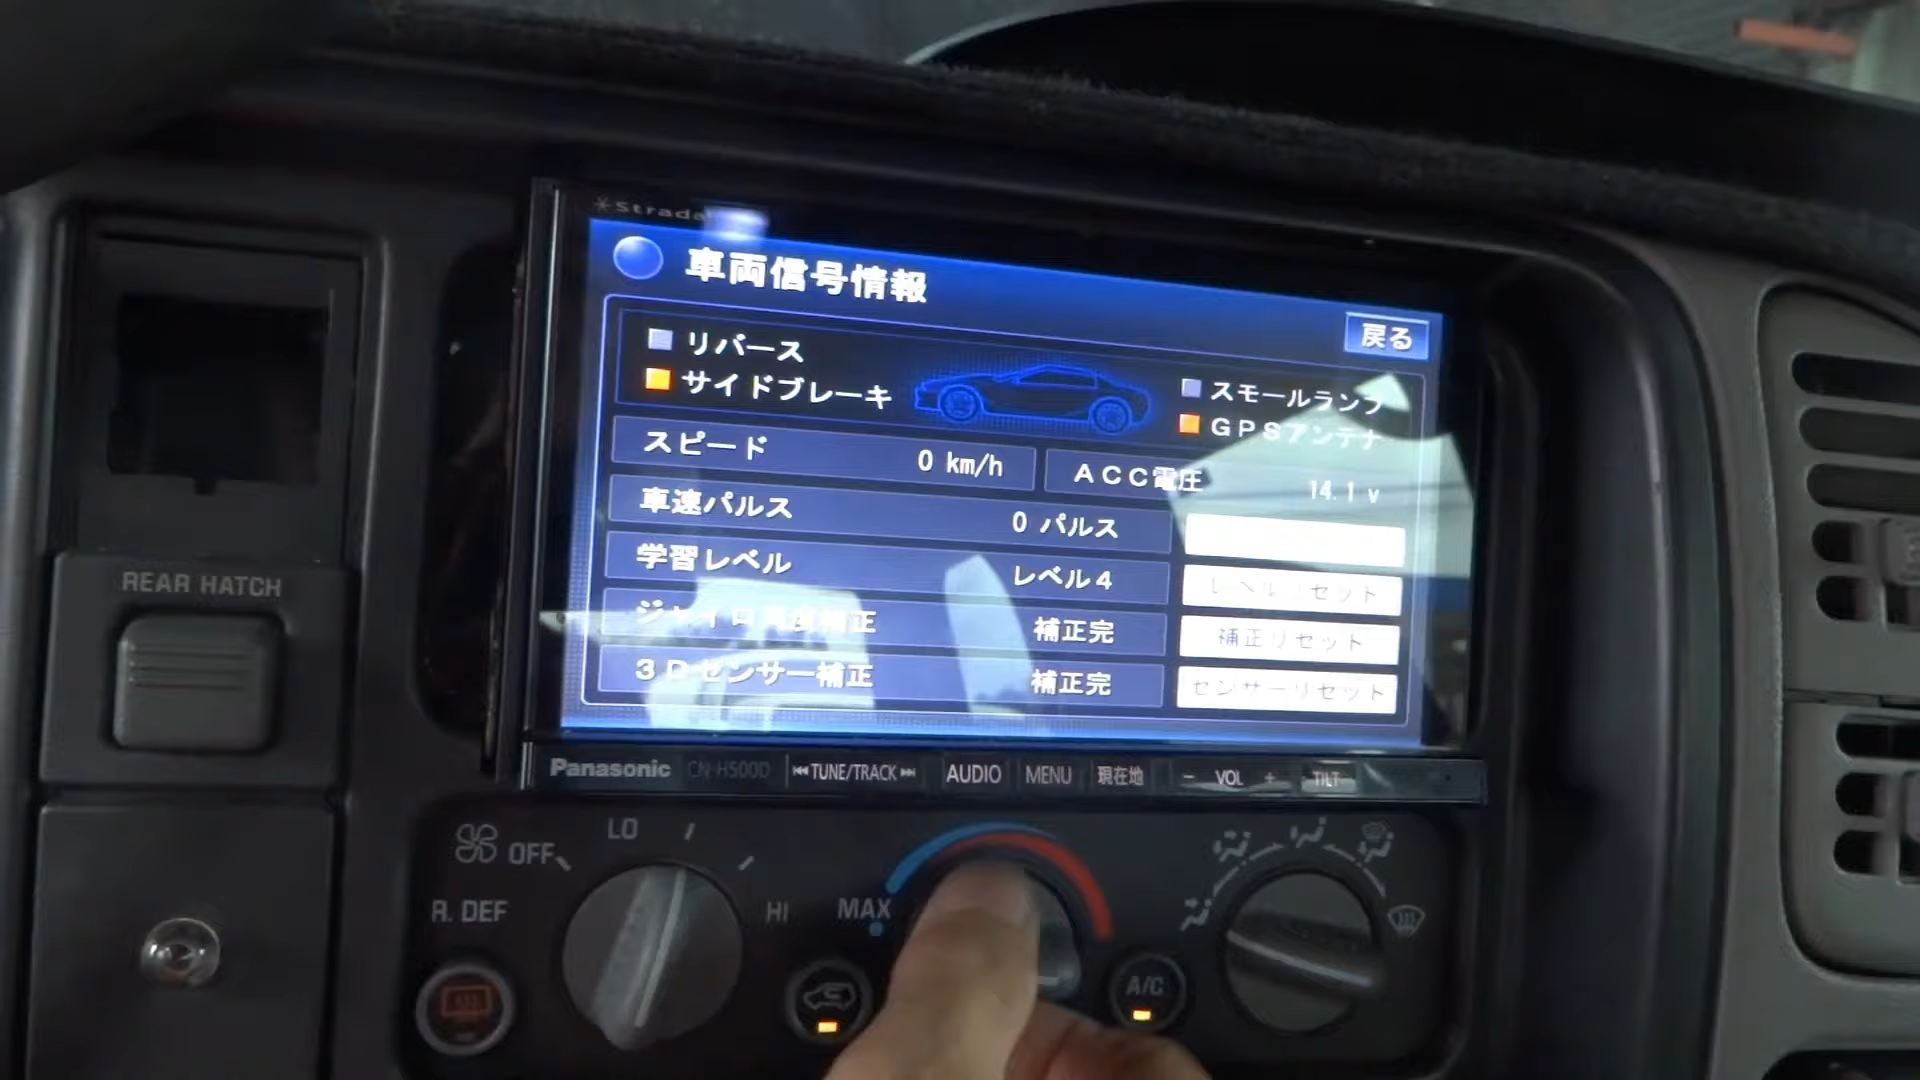 Strada
車両信号情報
戻る
リバース
サイドブレーキ
スモールランプ
GPSアンテナ
スピード 0 km/h
ACC電圧 14.1 v
車速パルス 0 パルス
学習レベル レベル4
レベルリセット
ジャイロ角度補正 補正完
補正リセット
3Dセンサー補正 補正完
センサーリセット
Panasonic CN-H500D TUNE/TRACK AUDIO MENU 現在地 - VOL + TILT
REAR HATCH
OFF LO HI
R. DEF
MAX
A/C